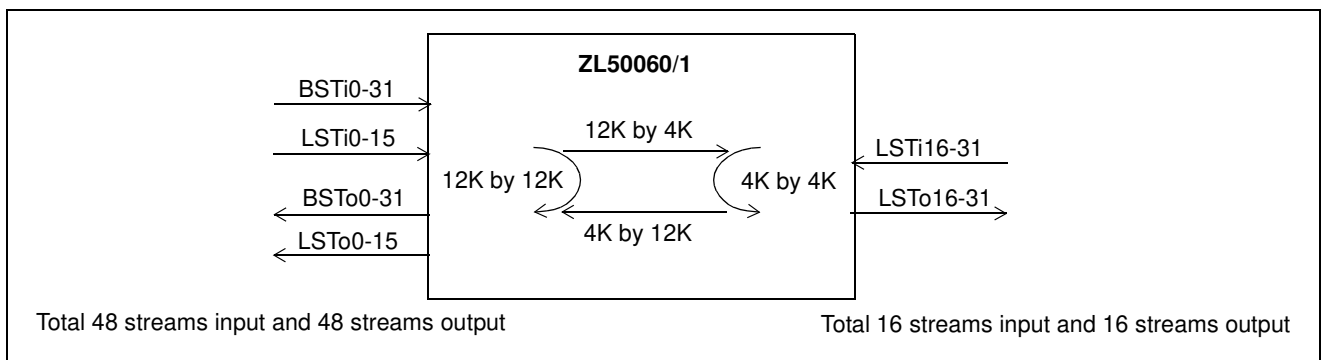 ZL50060/1
BSTi0-31
LSTi0-15
BSTo0-31
LSTo0-15
12K by 12K
12K by 4K
4K by 12K
4K by 4K
LSTi16-31
LSTo16-31
Total 48 streams input and 48 streams output
Total 16 streams input and 16 streams output